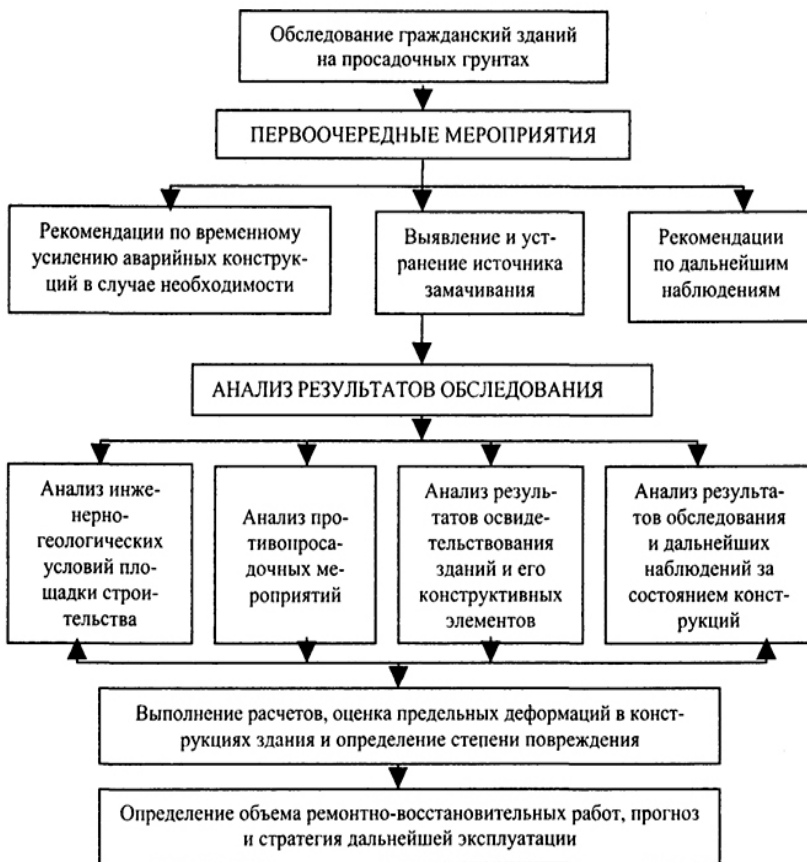 Обследование гражданский зданий
на просадочных грунтах
ПЕРВООЧЕРЕДНЫЕ МЕРОПРИЯТИЯ
Рекомендации по временному
усилению аварийных конструк-
ций в случае необходимости
Выявление и уст-
ранение источника
замачивания
Рекомендации
по дальнейшим
наблюдениям
АНАЛИЗ РЕЗУЛЬТАТОВ ОБСЛЕДОВАНИЯ
Анализ инже-
нерно-
геологических
условий пло-
щадки строи-
тельства
Анализ про-
тивопроса-
дочных ме-
роприятий
Анализ резуль-
татов освиде-
тельствования
зданий и его
конструктивных
элементов
Анализ результа-
тов обследования
и дальнейших
наблюдений за
состоянием конст-
рукций
Выполнение расчетов, оценка предельных деформаций в конст-
рукциях здания и определение степени повреждения
Определение объема ремонтно-восстановительных работ, прогноз
и стратегия дальнейшей эксплуатации